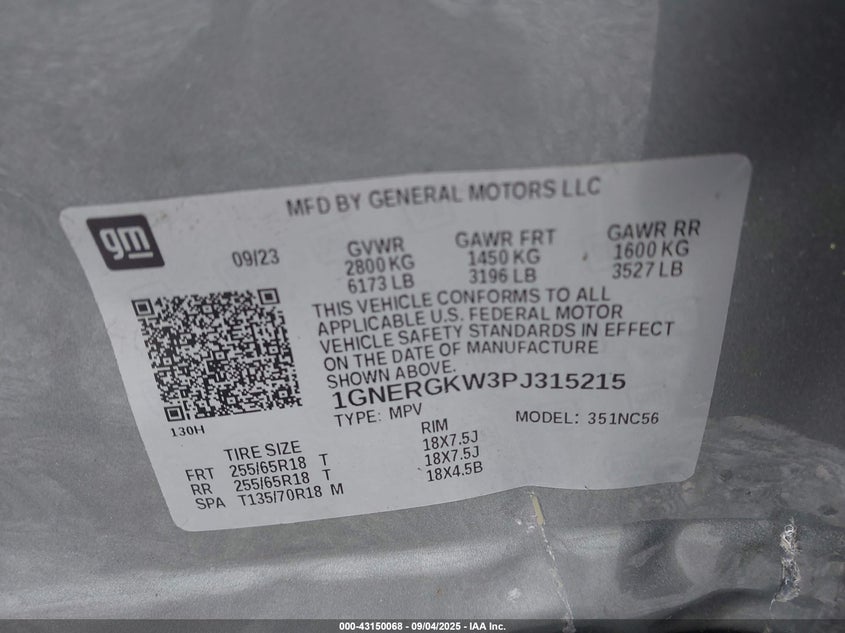 MFD BY GENERAL MOTORS LLC
gm
09/23
GVWR
2800 KG
6173 LB
GAWR FRT
1450 KG
3196 LB
GAWR RR
1600 KG
3527 LB
THIS VEHICLE CONFORMS TO ALL
APPLICABLE U.S. FEDERAL MOTOR
VEHICLE SAFETY STANDARDS IN EFFECT
ON THE DATE OF MANUFACTURE
SHOWN ABOVE.
1GNERGKW3PJ315215
TYPE: MPV
MODEL: 351NC56
130H
TIRE SIZE
RIM
FRT 255/65R18 T 18X7.5J
RR 255/65R18 T 18X7.5J
SPA T135/70R18 M 18X4.5B
000-43150068 - 09/04/2025 - IAA Inc.